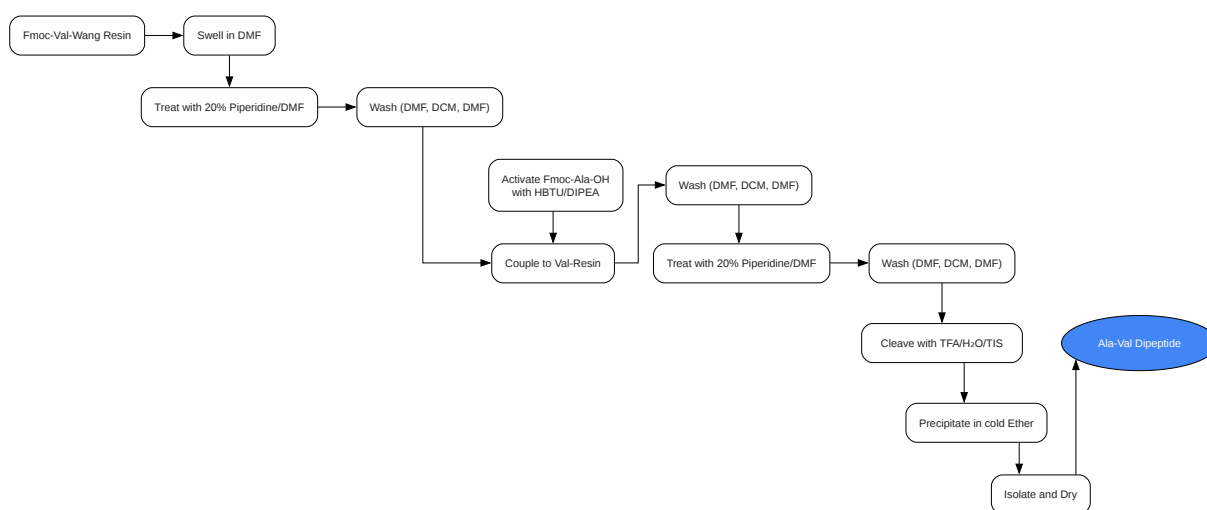 Fmoc-Val-Wang Resin
Swell in DMF
Treat with 20% Piperidine/DMF
Wash (DMF, DCM, DMF)
Activate Fmoc-Ala-OH
with HBTU/DIPEA
Couple to Val-Resin
Wash (DMF, DCM, DMF)
Treat with 20% Piperidine/DMF
Wash (DMF, DCM, DMF)
Cleave with TFA/H₂O/TIS
Precipitate in cold Ether
Isolate and Dry
Ala-Val Dipeptide